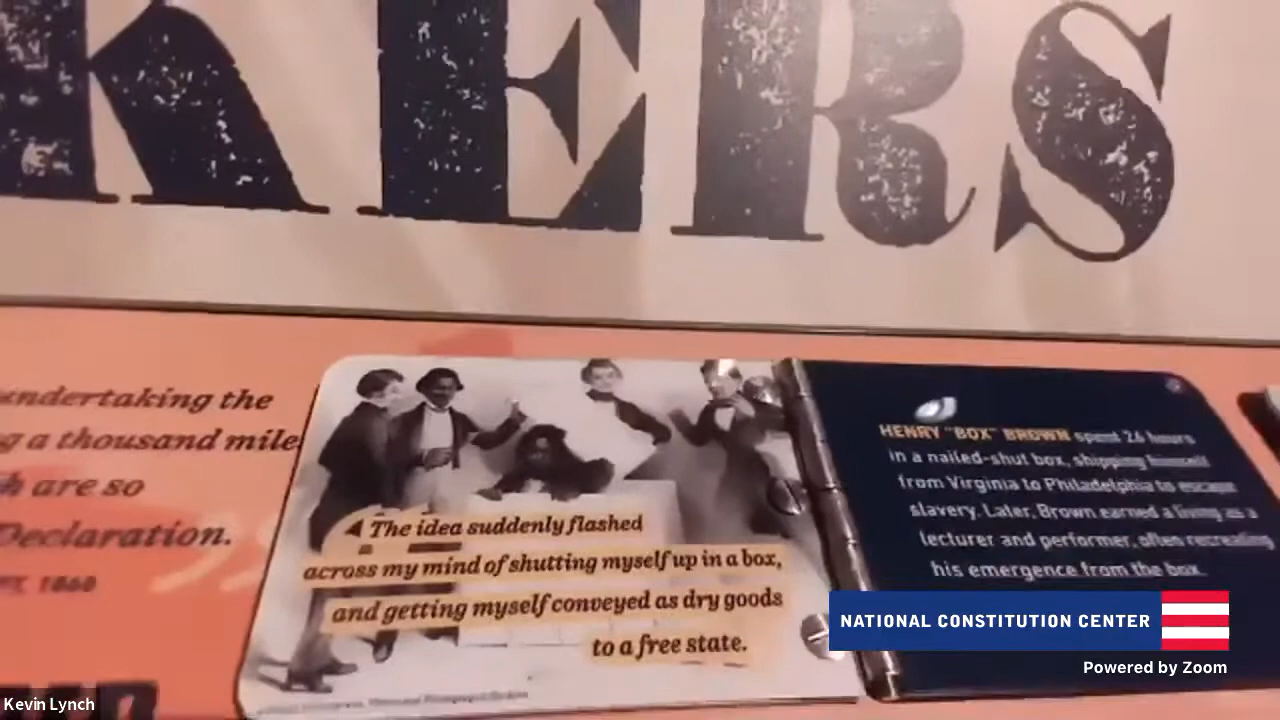 KERS
undertaking the
g a thousand mile
h are so
Declaration.
1860
The idea suddenly flashed
across my mind of shutting myself up in a box,
and getting myself conveyed as dry goods
to a free state.
HENRY "BOX" BROWN spent 26 hours
in a nailed-shut box, shipping himself
from Virginia to Philadelphia to escape
slavery. Later, Brown earned a living as a
lecturer and performer, often recreating
his emergence from the box.
NATIONAL CONSTITUTION CENTER
Powered by Zoom
Kevin Lynch